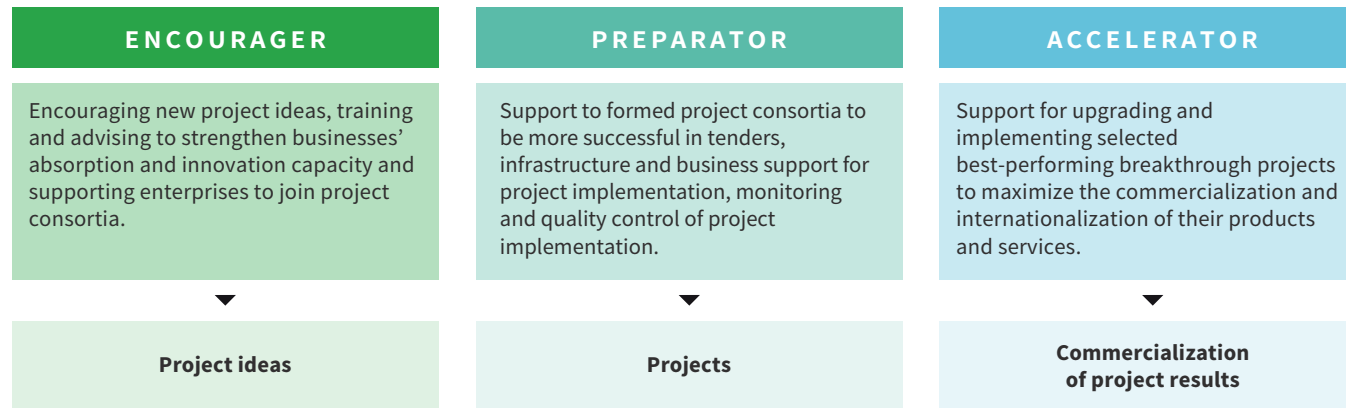 ENCOURAGER
Encouraging new project ideas, training
and advising to strengthen businesses’
absorption and innovation capacity and
supporting enterprises to join project
consortia.
Project ideas
PREPARATOR
Support to formed project consortia to
be more successful in tenders,
infrastructure and business support for
project implementation, monitoring
and quality control of project
implementation.
Projects
ACCELERATOR
Support for upgrading and
implementing selected
best-performing breakthrough projects
to maximize the commercialization and
internationalization of their products
and services.
Commercialization
of project results